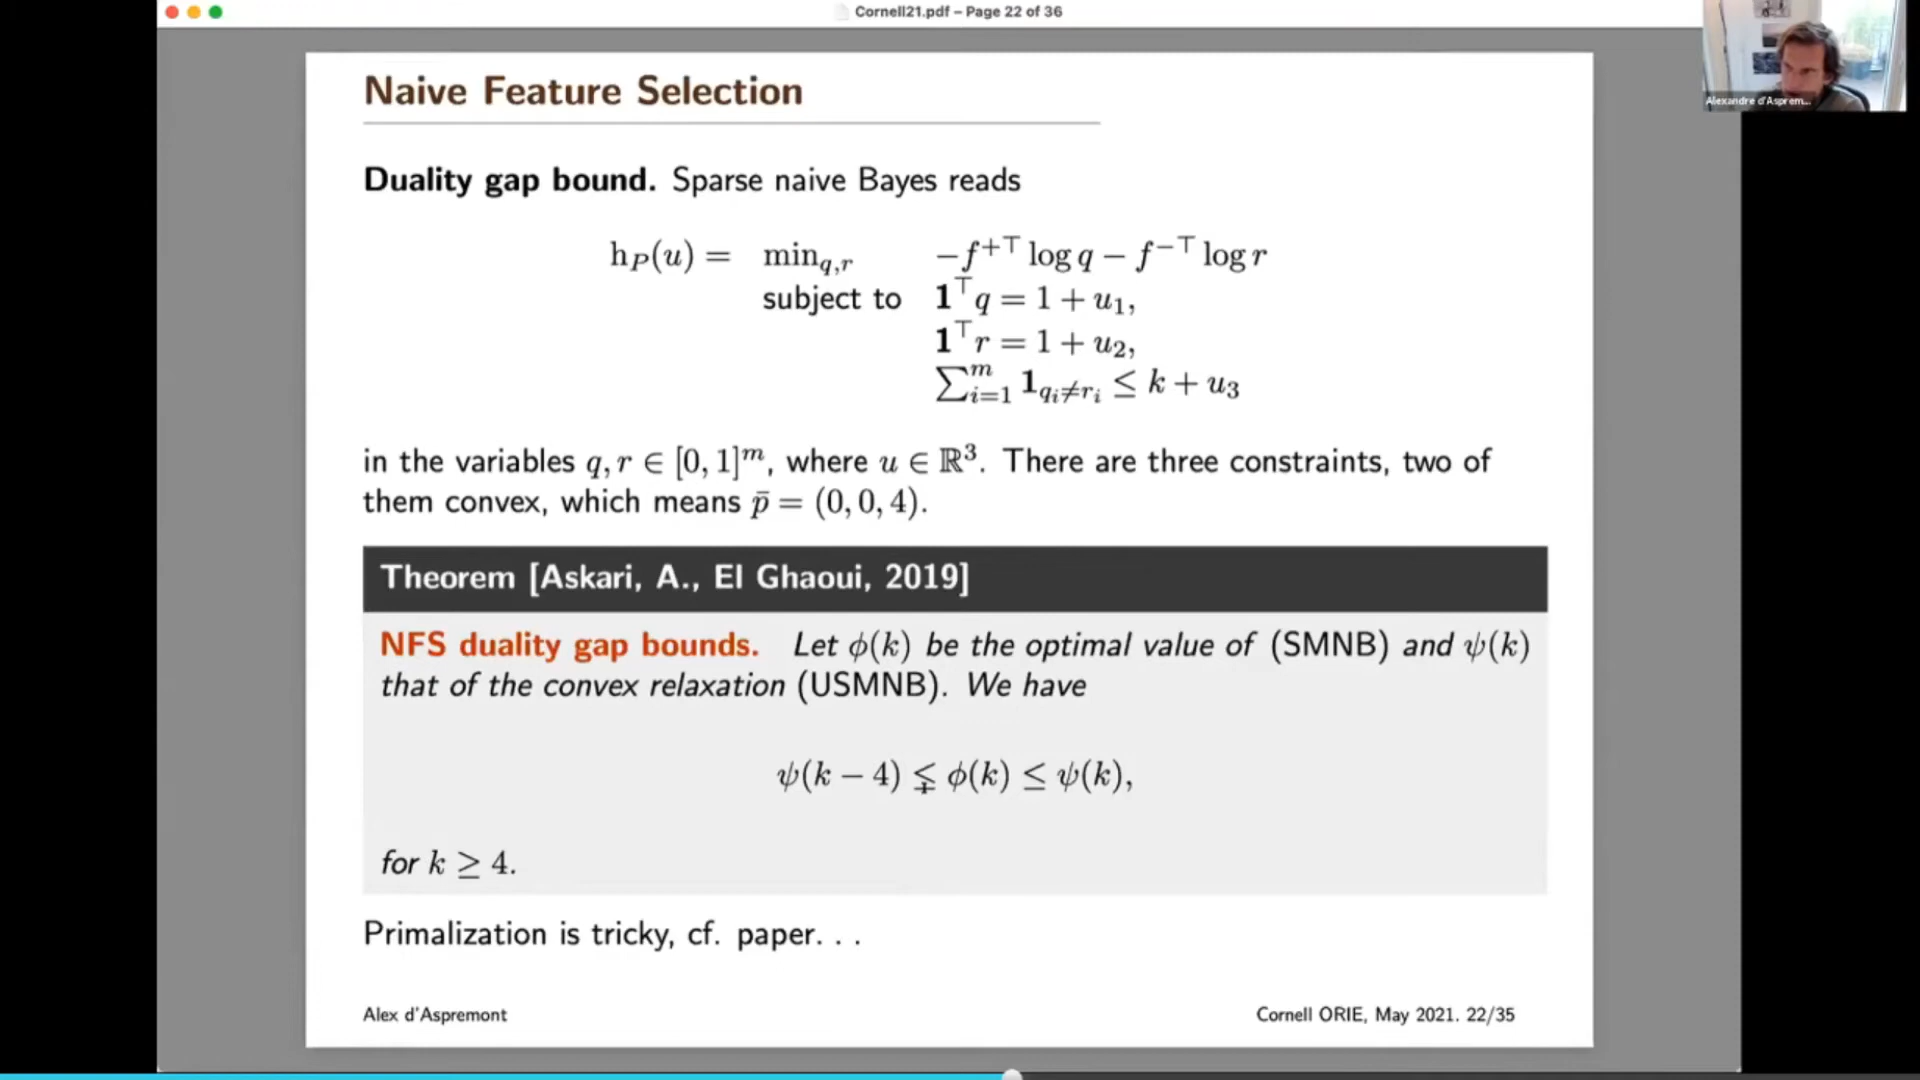 Cornell21.pdf – Page 22 of 36
Alexandre d'Asprem...
Naive Feature Selection
Duality gap bound. Sparse naive Bayes reads
h_P(u) = min_{q,r} −f^{+⊤} log q − f^{−⊤} log r
subject to 1^⊤ q = 1 + u_1,
1^⊤ r = 1 + u_2,
∑_{i=1}^m 1_{q_i≠r_i} ≤ k + u_3
in the variables q, r ∈ [0, 1]^m, where u ∈ ℝ^3. There are three constraints, two of
them convex, which means p̄ = (0, 0, 4).
Theorem [Askari, A., El Ghaoui, 2019]
NFS duality gap bounds. Let ϕ(k) be the optimal value of (SMNB) and ψ(k)
that of the convex relaxation (USMNB). We have
ψ(k − 4) ≨ ϕ(k) ≤ ψ(k),
for k ≥ 4.
Primalization is tricky, cf. paper. . .
Alex d'Aspremont
Cornell ORIE, May 2021. 22/35